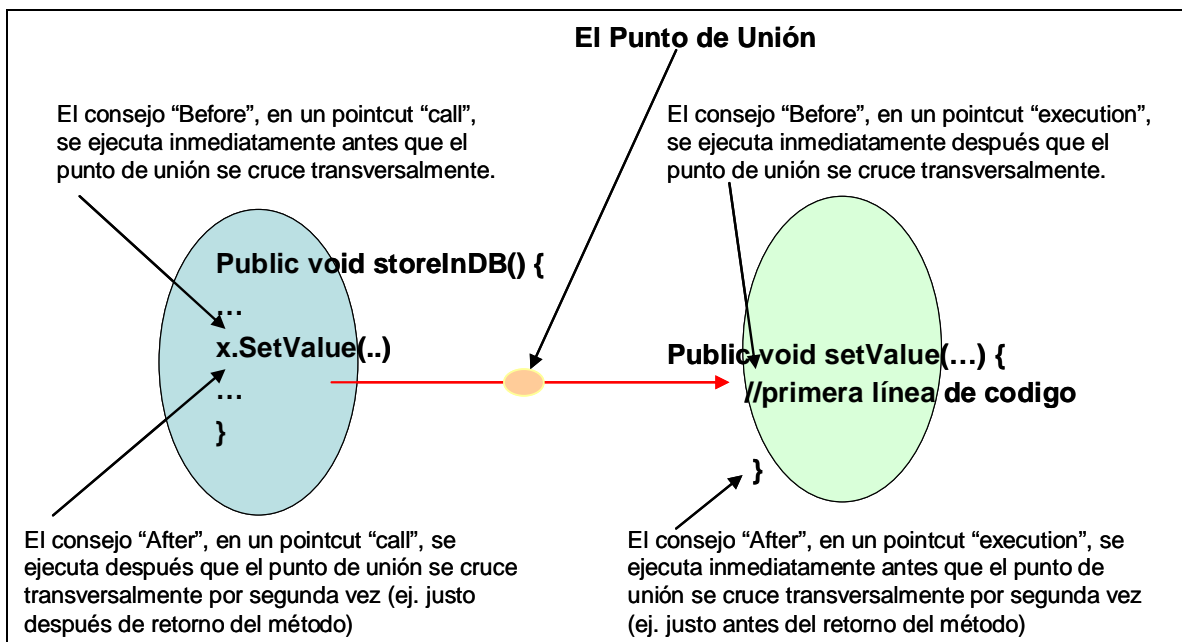 El Punto de Unión
El consejo “Before”, en un pointcut “call”,
se ejecuta inmediatamente antes que el
punto de unión se cruce transversalmente.
El consejo “Before”, en un pointcut “execution”,
se ejecuta inmediatamente después que el
punto de unión se cruce transversalmente.
Public void storeInDB() {
…
x.SetValue(..)
…
}
Public void setValue(…) {
//primera línea de codigo
}
El consejo “After”, en un pointcut “call”, se
ejecuta después que el punto de unión se cruce
transversalmente por segunda vez (ej. justo
después de retorno del método)
El consejo “After”, en un pointcut “execution”, se
ejecuta inmediatamente antes que el punto de
unión se cruce transversalmente por segunda vez
(ej. justo antes del retorno del método)